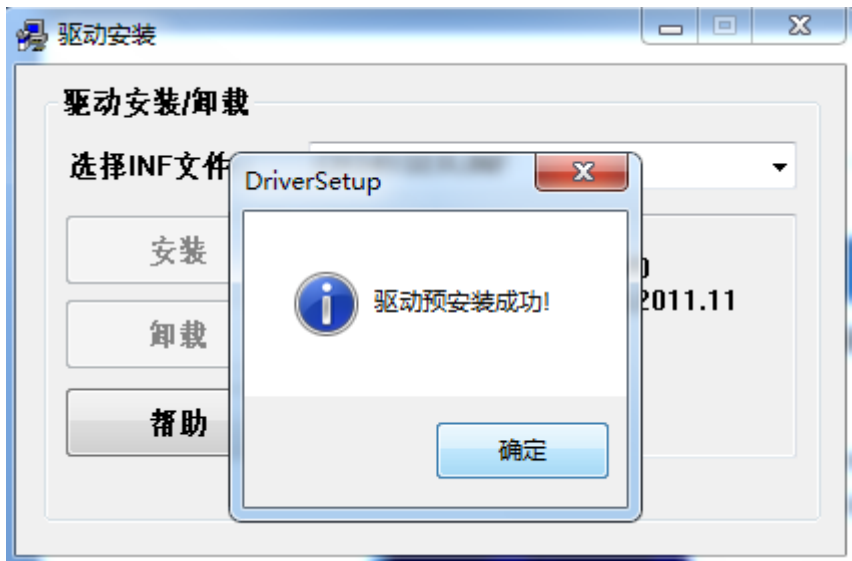 驱动安装
驱动安装/卸载
选择INF文件
DriverSetup
安装
驱动预安装成功!
2011.11
卸载
帮助
确定